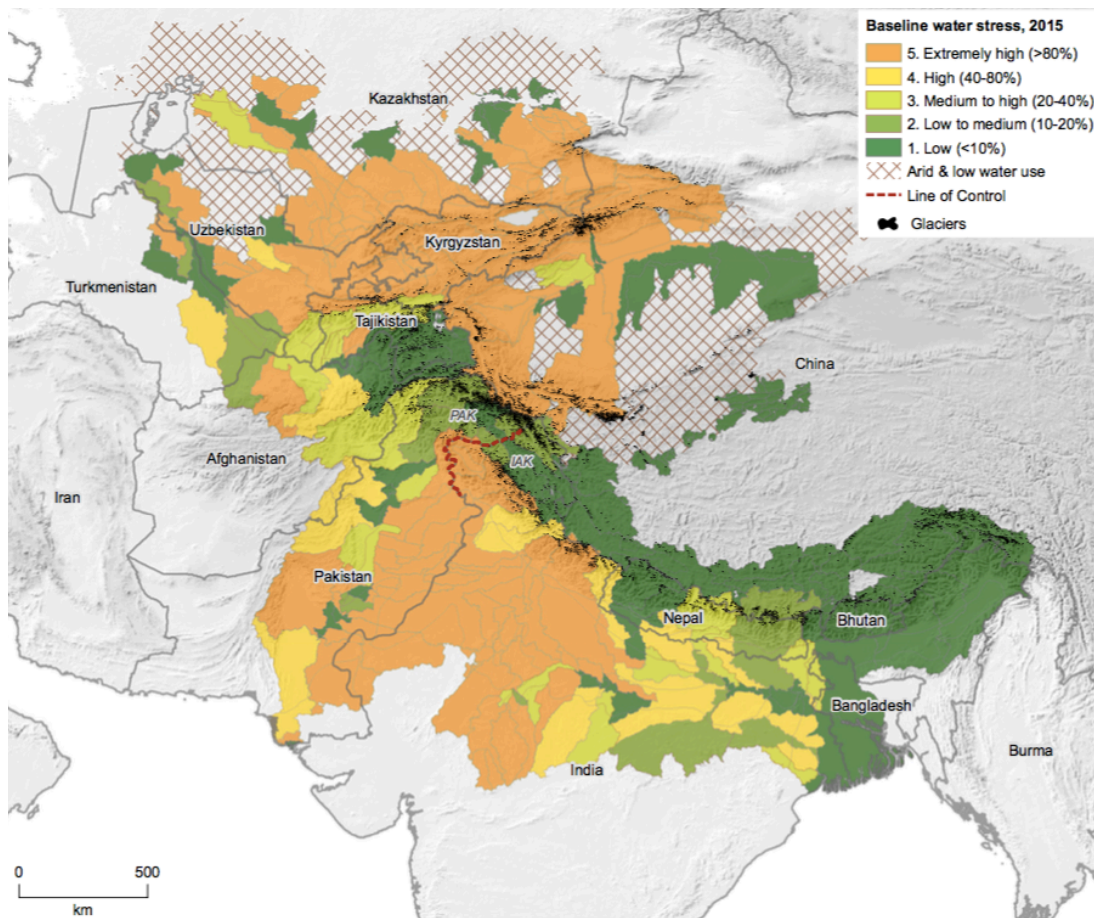 Baseline water stress, 2015
5. Extremely high (>80%)
4. High (40-80%)
3. Medium to high (20-40%)
2. Low to medium (10-20%)
1. Low (<10%)
Arid & low water use
Line of Control
Glaciers
Kazakhstan
Uzbekistan
Kyrgyzstan
Turkmenistan
Tajikistan
China
PAK
IAK
Afghanistan
Iran
Pakistan
Nepal
Bhutan
Bangladesh
Burma
India
0 500
km